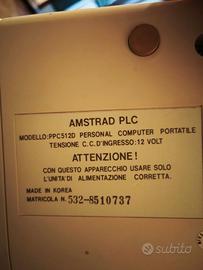 AMSTRAD PLC
MODELLO:PPC512D PERSONAL COMPUTER PORTATILE
TENSIONE C.C.D'INGRESSO:12 VOLT
ATTENZIONE!
CON QUESTO APPARECCHIO USARE SOLO
L'UNITA DI ALIMENTAZIONE CORRETTA.
MADE IN KOREA
MATRICOLA N. 532-8510737
subito